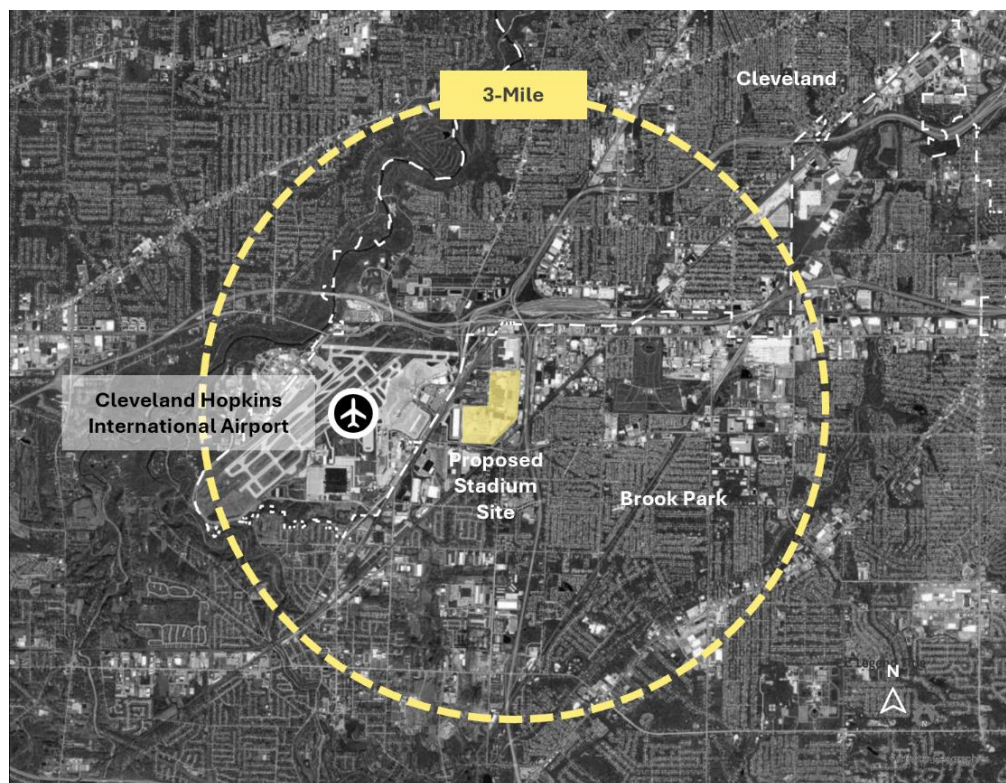 3-Mile
Cleveland
Cleveland Hopkins
International Airport
Proposed
Stadium
Site
Brook Park
N